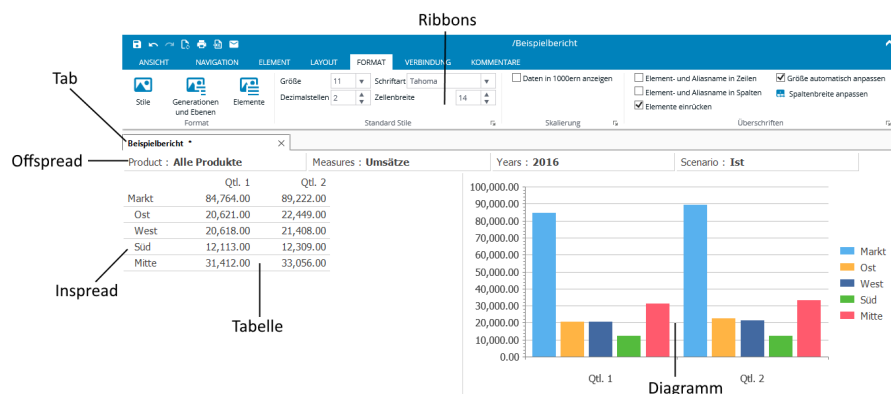 Ribbons
/Beispielbericht
ANSICHT NAVIGATION ELEMENT LAYOUT FORMAT VERBINDUNG KOMMENTARE
Tab
Größe 11 Schriftart Tahoma
Daten in 1000ern anzeigen
Element- und Aliasname in Zeilen
Größe automatisch anpassen
Dezimalstellen 2 Zellenbreite 14
Element- und Aliasname in Spalten
Spaltenbreite anpassen
Stile Generationen und Ebenen Elemente
Elemente einrücken
Format Standard Stile Skalierung Überschriften
Beispielbericht *
Offspread
Product : Alle Produkte Measures : Umsätze Years : 2016 Scenario : Ist
Qtl. 1 Qtl. 2
Markt 84,764.00 89,222.00
Ost 20,621.00 22,449.00
West 20,618.00 21,408.00
Süd 12,113.00 12,309.00
Mitte 31,412.00 33,056.00
Inspread
Tabelle
100,000.00
90,000.00
80,000.00
70,000.00
60,000.00
50,000.00
40,000.00
30,000.00
20,000.00
10,000.00
0.00
Qtl. 1 Qtl. 2
Markt
Ost
West
Süd
Mitte
Diagramm